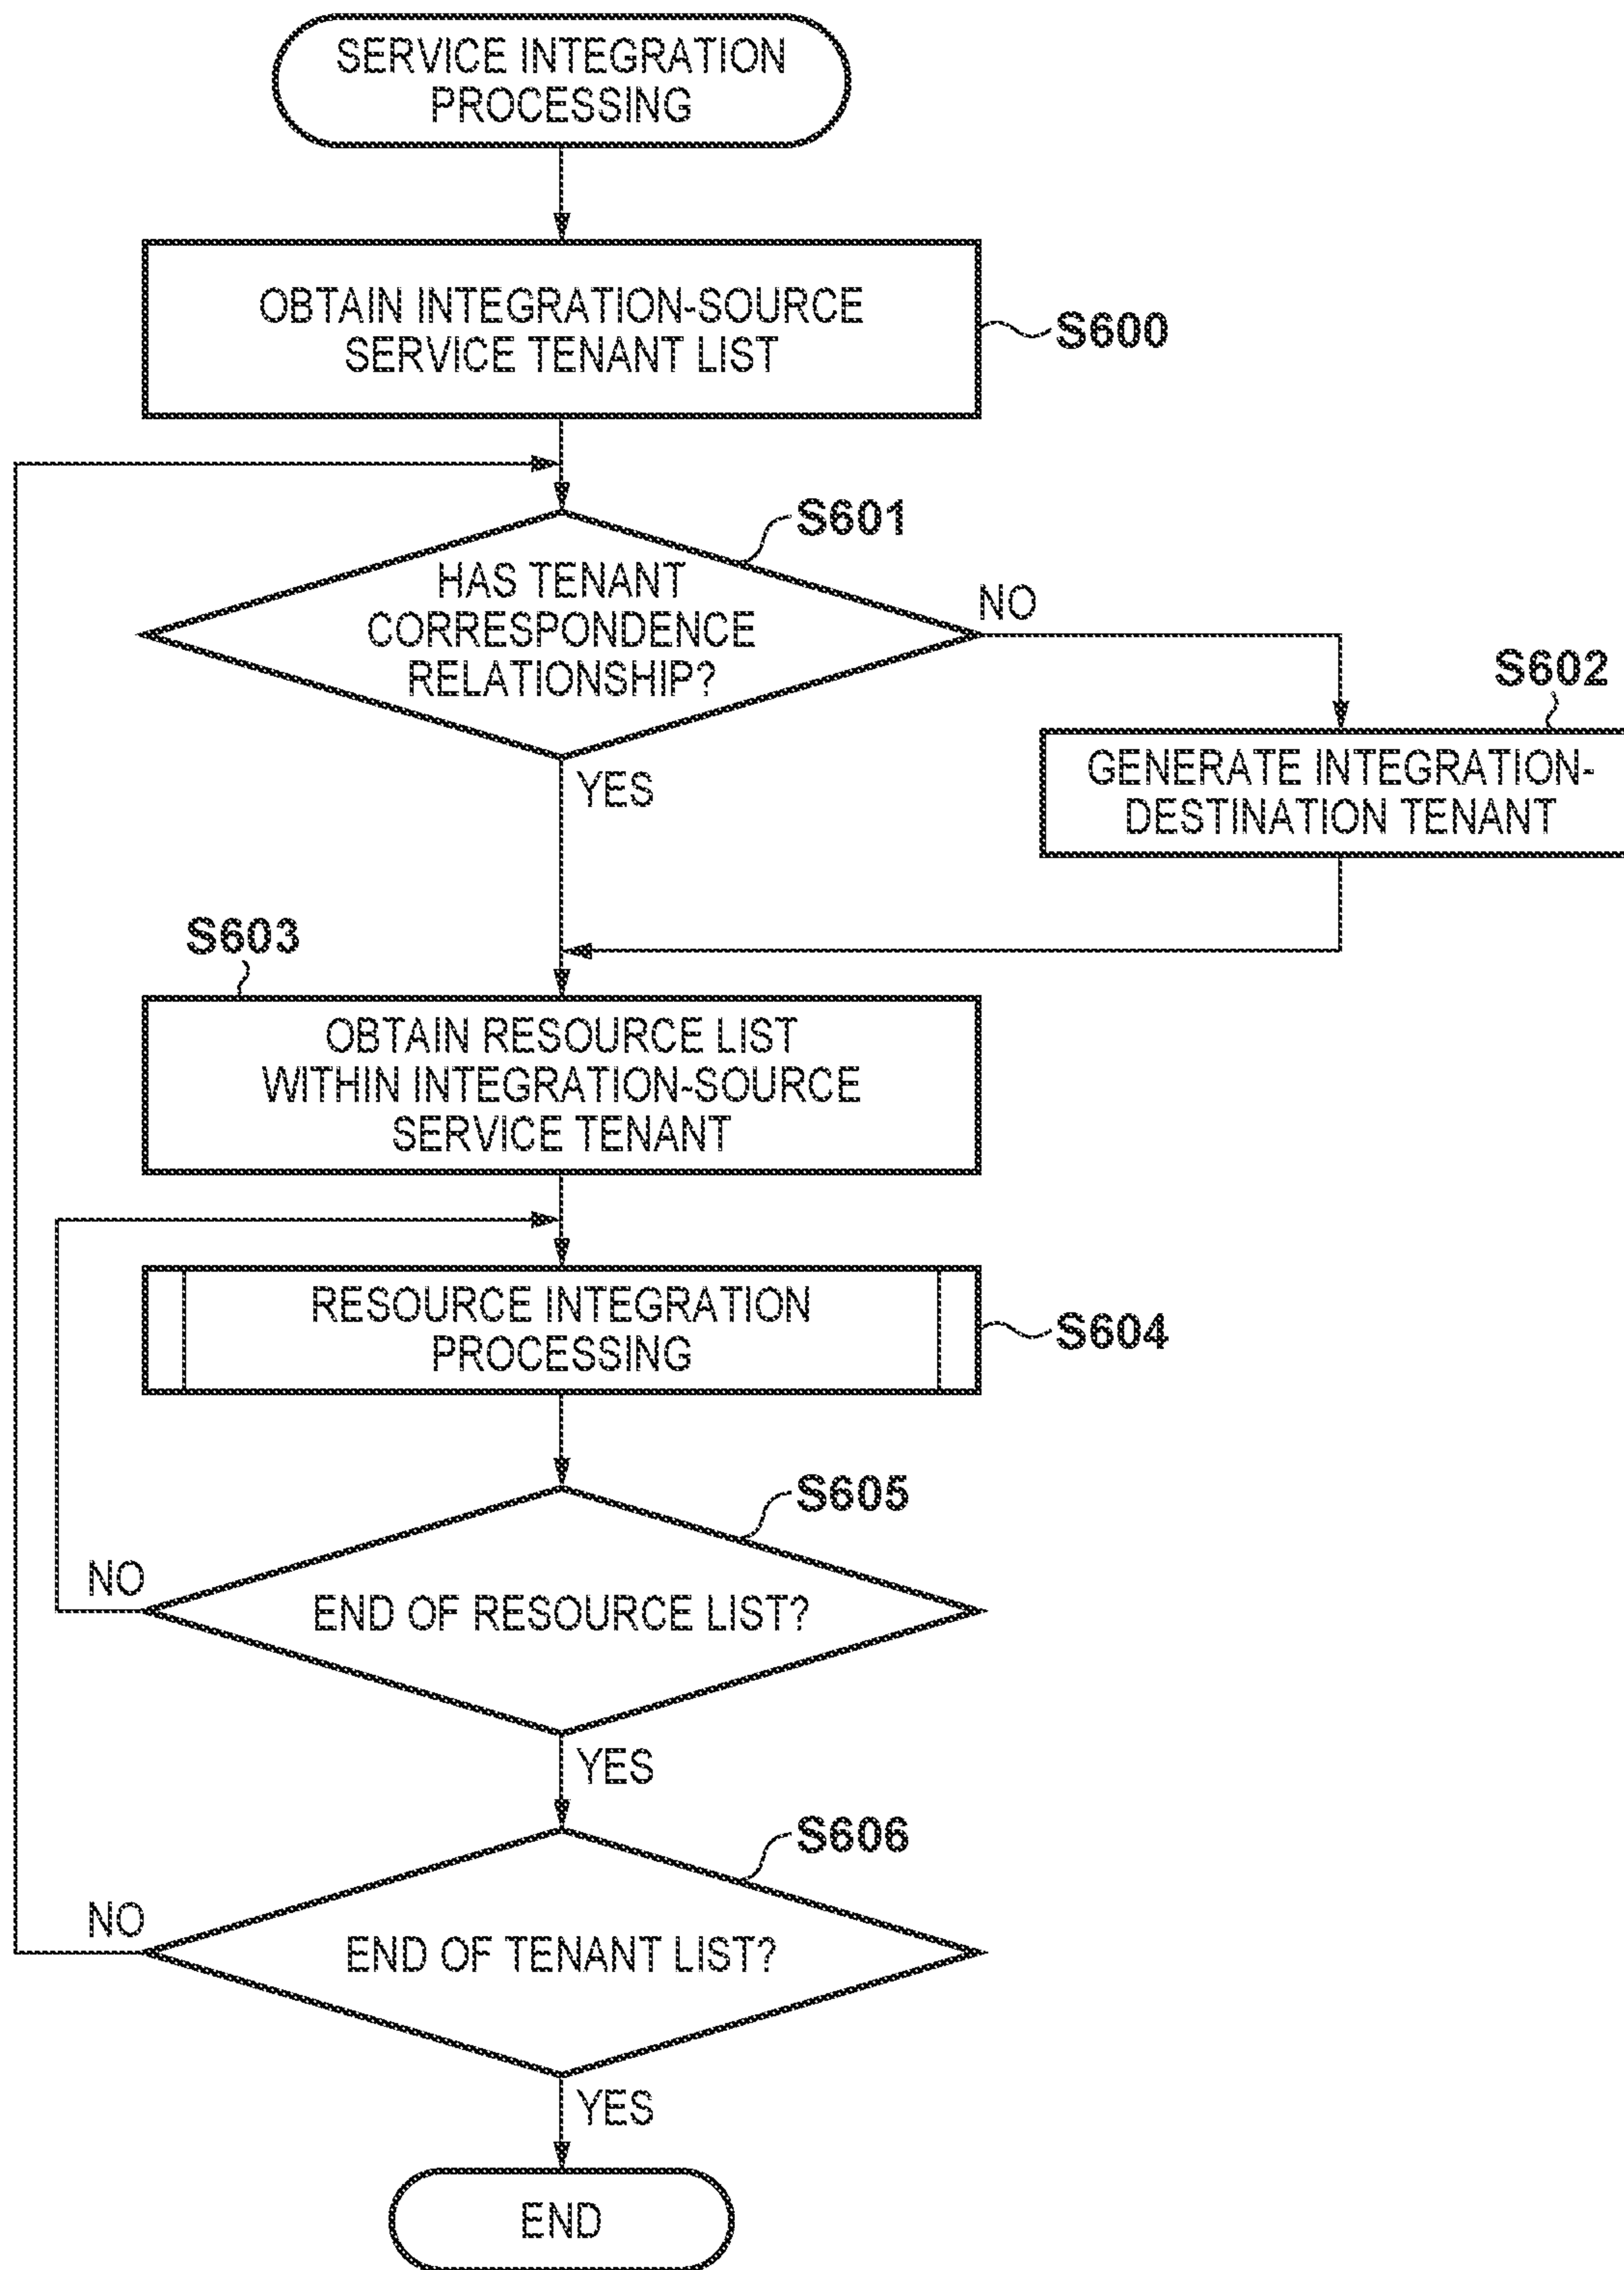 SERVICE INTEGRATION
PROCESSING
OBTAIN INTEGRATION-SOURCE
SERVICE TENANT LIST
S600
S601
HAS TENANT
CORRESPONDENCE
RELATIONSHIP?
NO
S602
GENERATE INTEGRATION-
DESTINATION TENANT
YES
S603
OBTAIN RESOURCE LIST
WITHIN INTEGRATION-SOURCE
SERVICE TENANT
RESOURCE INTEGRATION
PROCESSING
S604
S605
NO
END OF RESOURCE LIST?
YES
S606
NO
END OF TENANT LIST?
YES
END